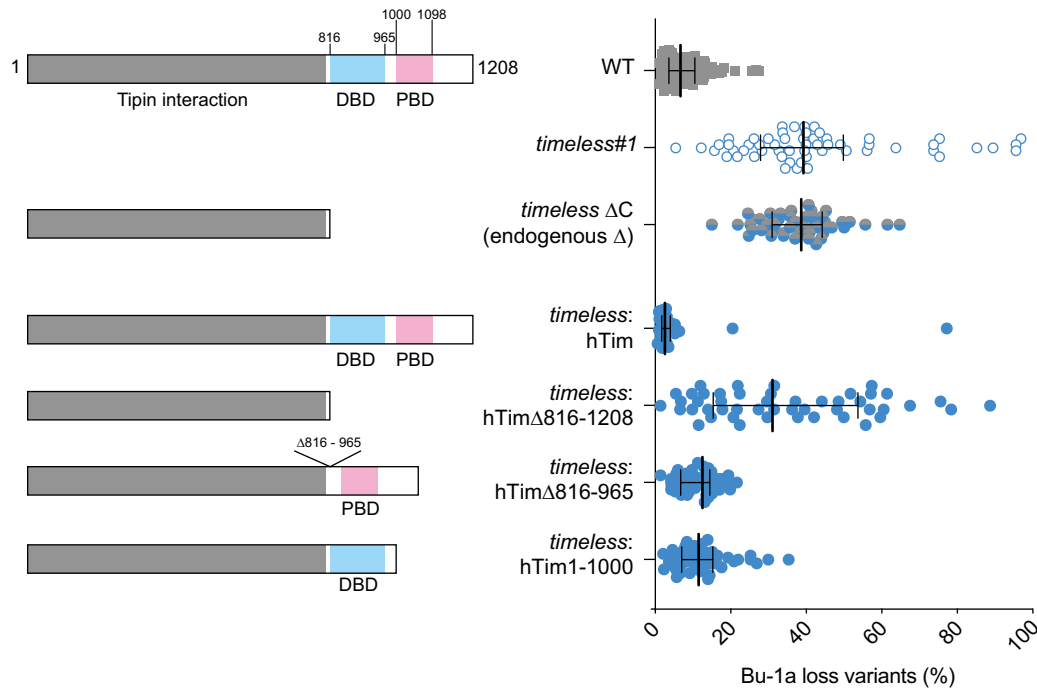 1000 1098
816 965
1 1208
Tipin interaction DBD PBD
DBD PBD
Δ816 - 965
PBD
DBD
WT
timeless#1
timeless ΔC
(endogenous Δ)
timeless:
hTim
timeless:
hTimΔ816-1208
timeless:
hTimΔ816-965
timeless:
hTim1-1000
0 20 40 60 80 100
Bu-1a loss variants (%)